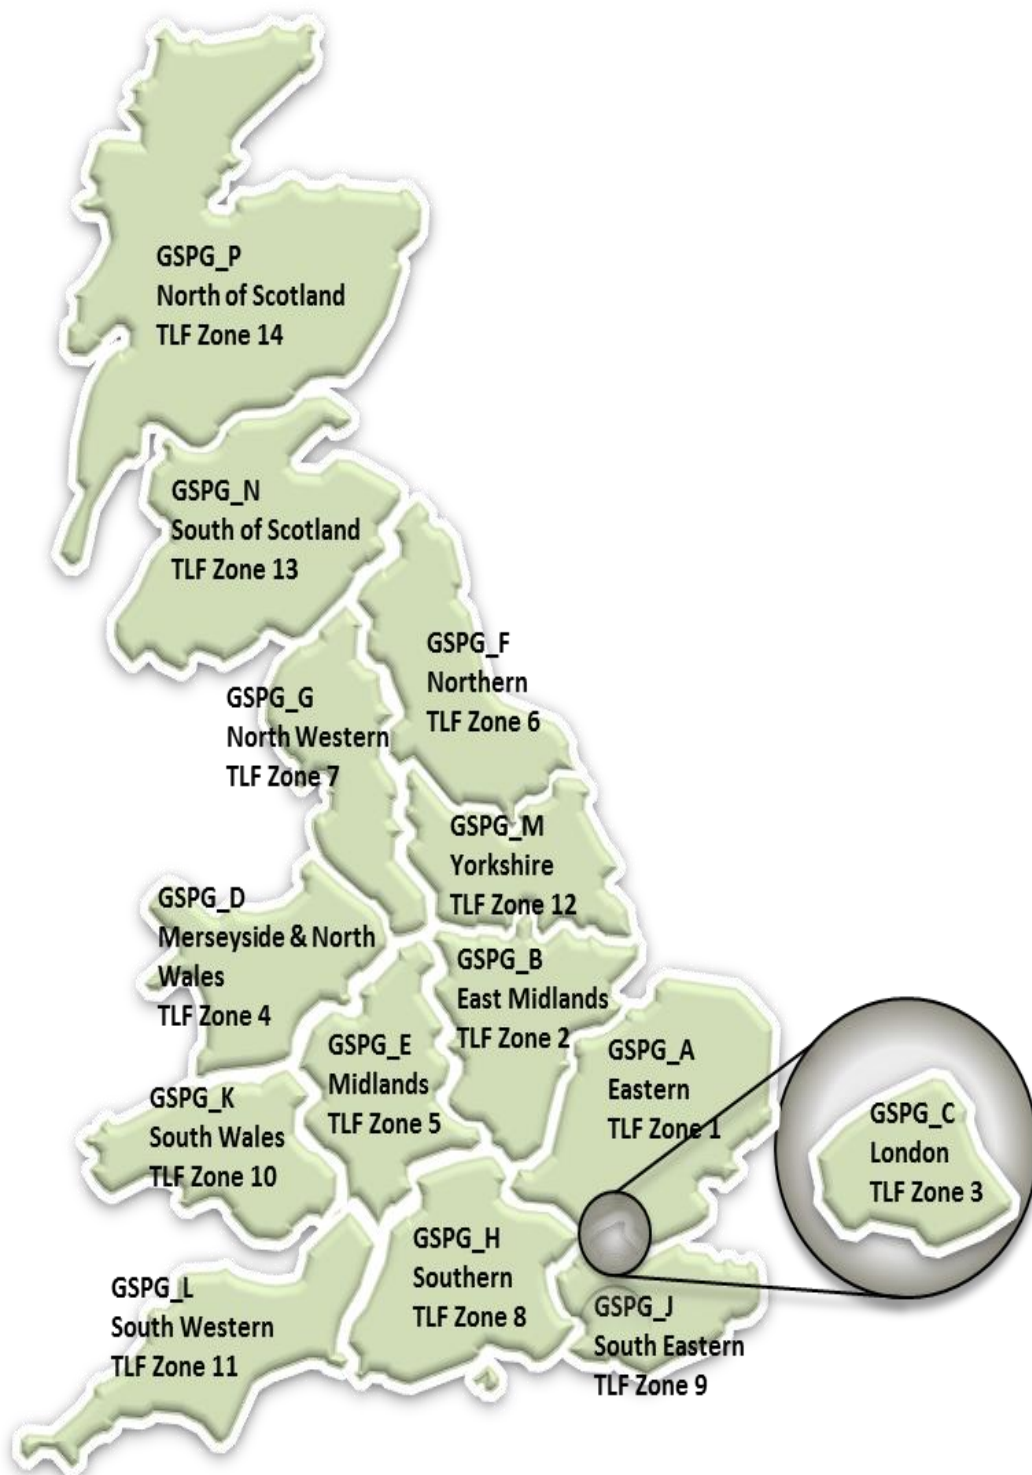 GSPG_P
North of Scotland
TLF Zone 14
GSPG_N
South of Scotland
TLF Zone 13
GSPG_F
Northern
TLF Zone 6
GSPG_G
North Western
TLF Zone 7
GSPG_M
Yorkshire
TLF Zone 12
GSPG_D
Merseyside & North
Wales
TLF Zone 4
GSPG_B
East Midlands
TLF Zone 2
GSPG_E
Midlands
TLF Zone 5
GSPG_A
Eastern
TLF Zone 1
GSPG_C
London
TLF Zone 3
GSPG_K
South Wales
TLF Zone 10
GSPG_H
Southern
TLF Zone 8
GSPG_L
South Western
TLF Zone 11
GSPG_J
South Eastern
TLF Zone 9